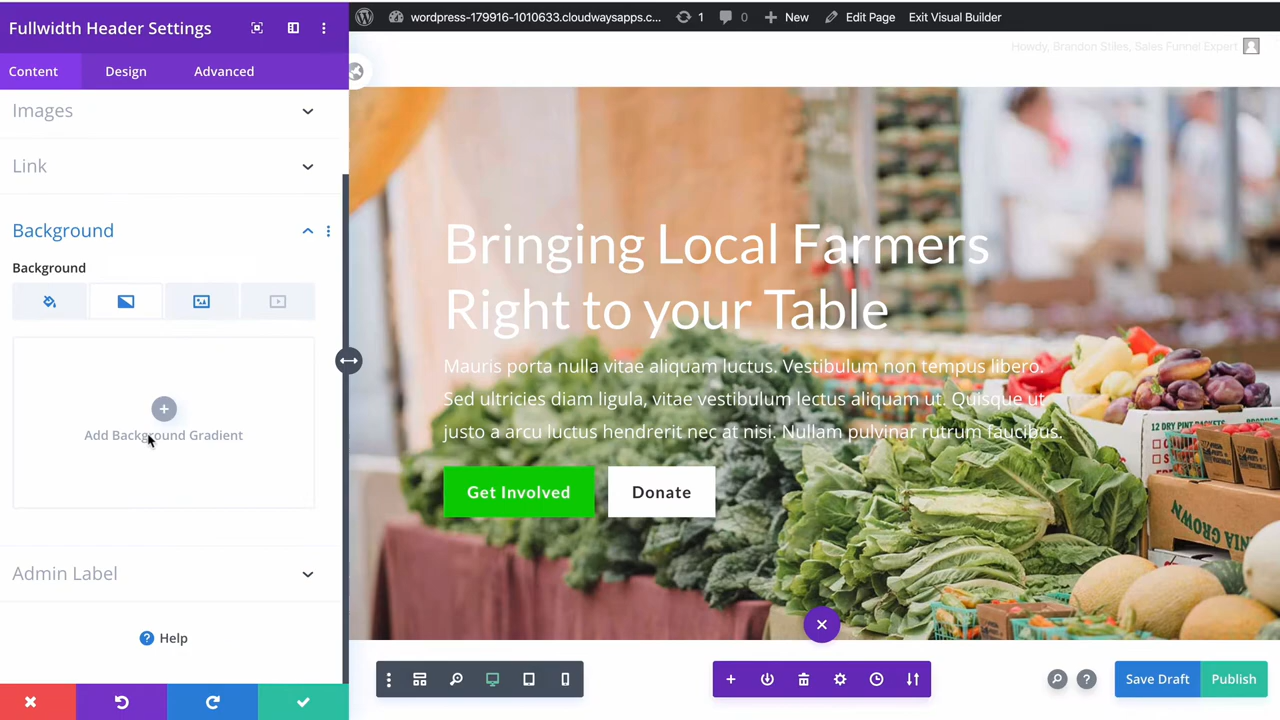 Fullwidth Header Settings
wordpress-179916-1010633.cloudwaysapps.c...
1
0
New
Edit Page
Exit Visual Builder
Howdy, Brandon Stiles, Sales Funnel Expert
Content
Design
Advanced
Images
Link
Background
Background
Add Background Gradient
Admin Label
Help
Bringing Local Farmers
Right to your Table
Mauris porta nulla vitae aliquam luctus. Vestibulum non tempus libero.
Sed ultricies diam ligula, vitae vestibulum lectus aliquam ut. Quisque ut
justo a arcu luctus hendrerit nec at nisi. Nullam pulvinar rutrum faucibus.
Get Involved
Donate
12 DRY PINT BASKETS
GROWN
Save Draft
Publish